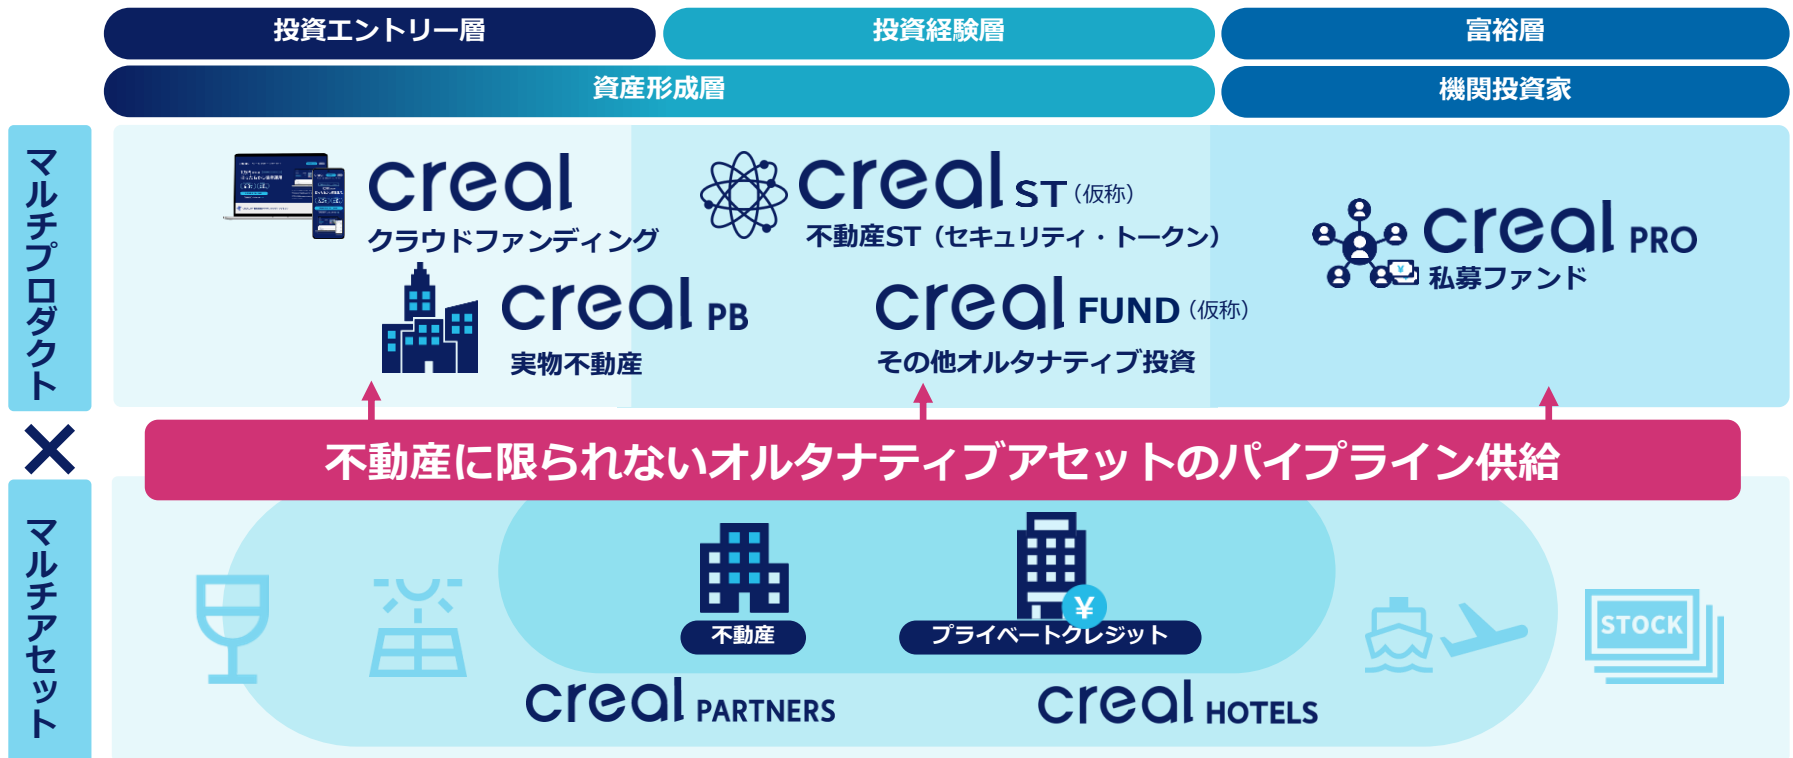 投資エントリー層
投資経験層
富裕層
資産形成層
機関投資家
マルチプロダクト
creal
クラウドファンディング
creal PB
実物不動産
creal ST（仮称）
不動産ST（セキュリティ・トークン）
creal FUND（仮称）
その他オルタナティブ投資
creal PRO
私募ファンド
¥
×
不動産に限られないオルタナティブアセットのパイプライン供給
マルチアセット
不動産
¥
プライベートクレジット
STOCK
creal PARTNERS
creal HOTELS